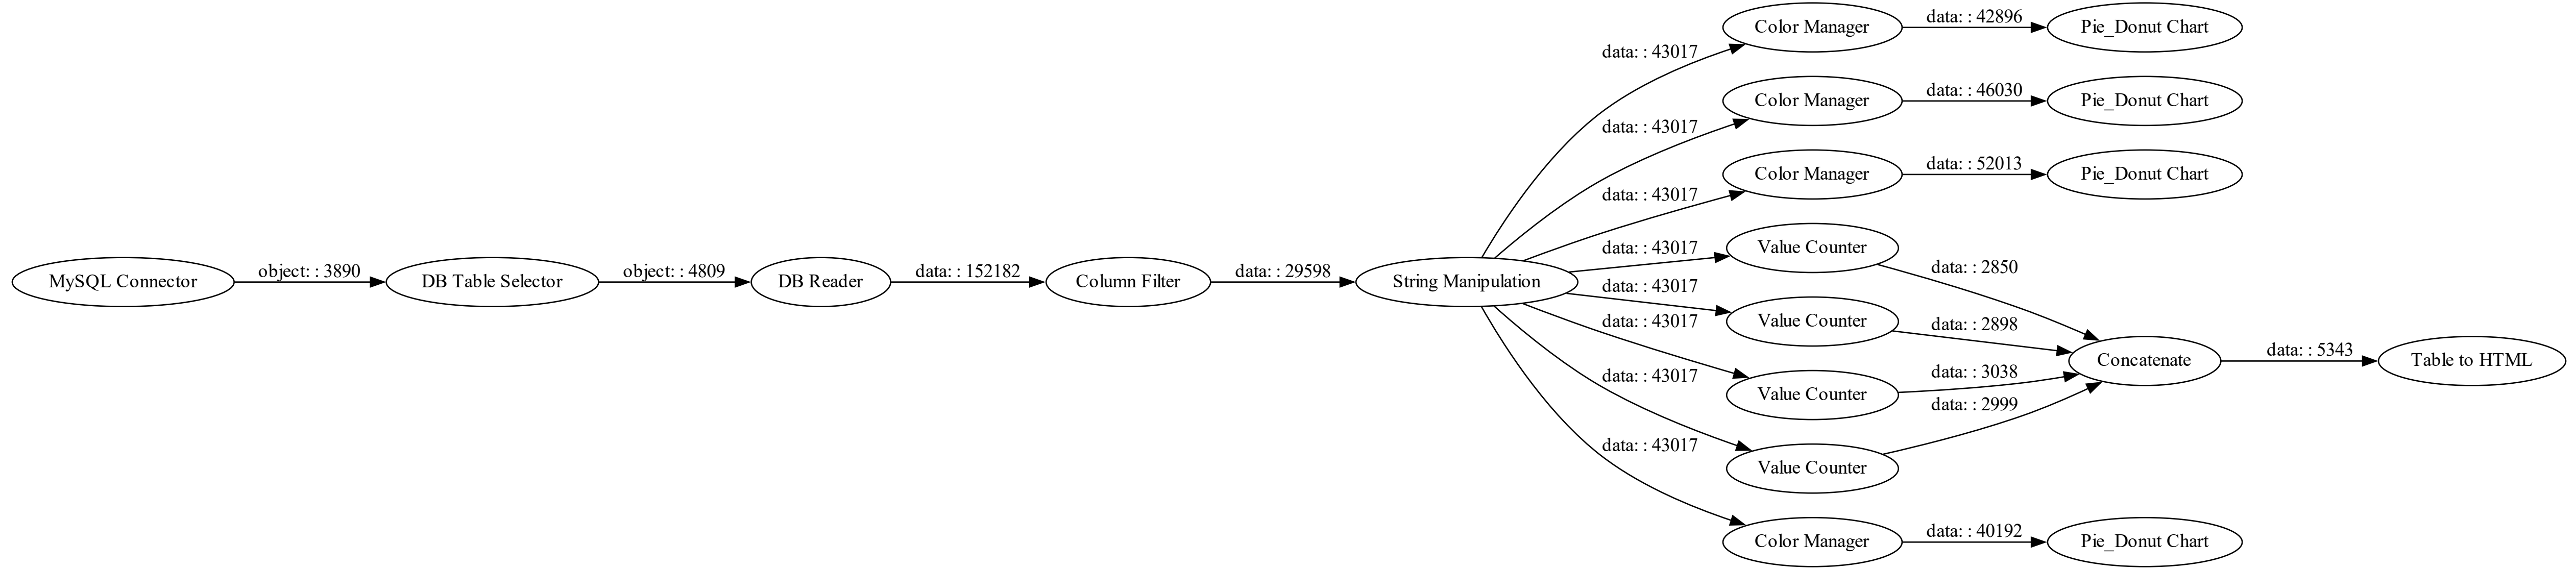 MySQL Connector
object: : 3890
DB Table Selector
object: : 4809
DB Reader
data: : 152182
Column Filter
data: : 29598
String Manipulation
data: : 43017
Color Manager
data: : 42896
Pie_Donut Chart
data: : 43017
Color Manager
data: : 46030
Pie_Donut Chart
data: : 43017
Color Manager
data: : 52013
Pie_Donut Chart
data: : 43017
Value Counter
data: : 2850
data: : 43017
Value Counter
data: : 2898
data: : 43017
Value Counter
data: : 3038
data: : 43017
Value Counter
data: : 2999
Concatenate
data: : 5343
Table to HTML
data: : 43017
Color Manager
data: : 40192
Pie_Donut Chart